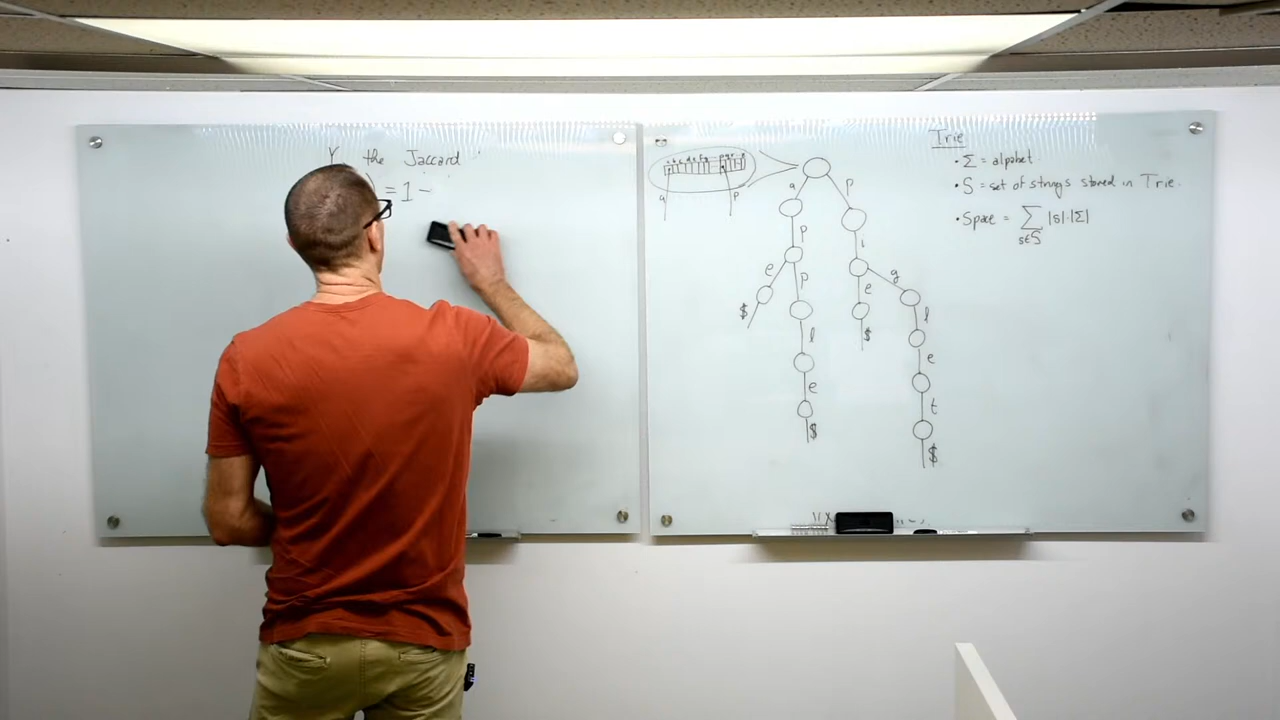 Y the Jaccard
) = 1 -
Trie
• Σ = alphabet.
• S = set of strings stored in Trie.
• Space = ∑ |s|·|Σ|
s∈S
a p
a p
p i
e p e g
$ l $ l
e e
$ t
$